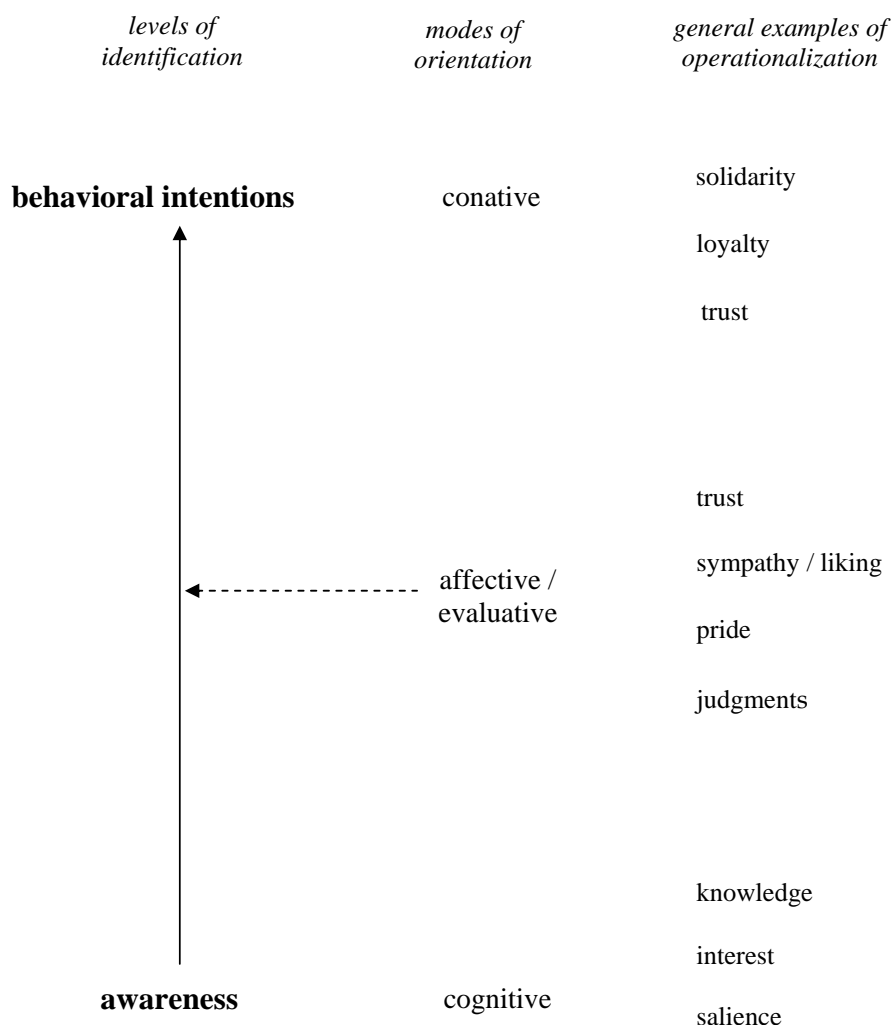 levels of
identification
modes of
orientation
general examples of
operationalization
behavioral intentions
conative
solidarity
loyalty
trust
affective /
evaluative
trust
sympathy / liking
pride
judgments
awareness
cognitive
knowledge
interest
salience